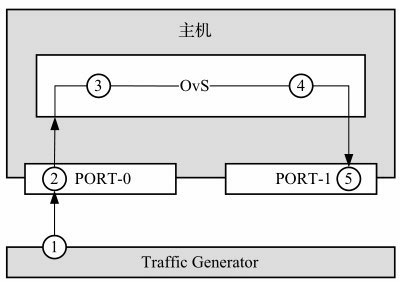 主机
③ OvS ④
② PORT-0 PORT-1 ⑤
①
Traffic Generator